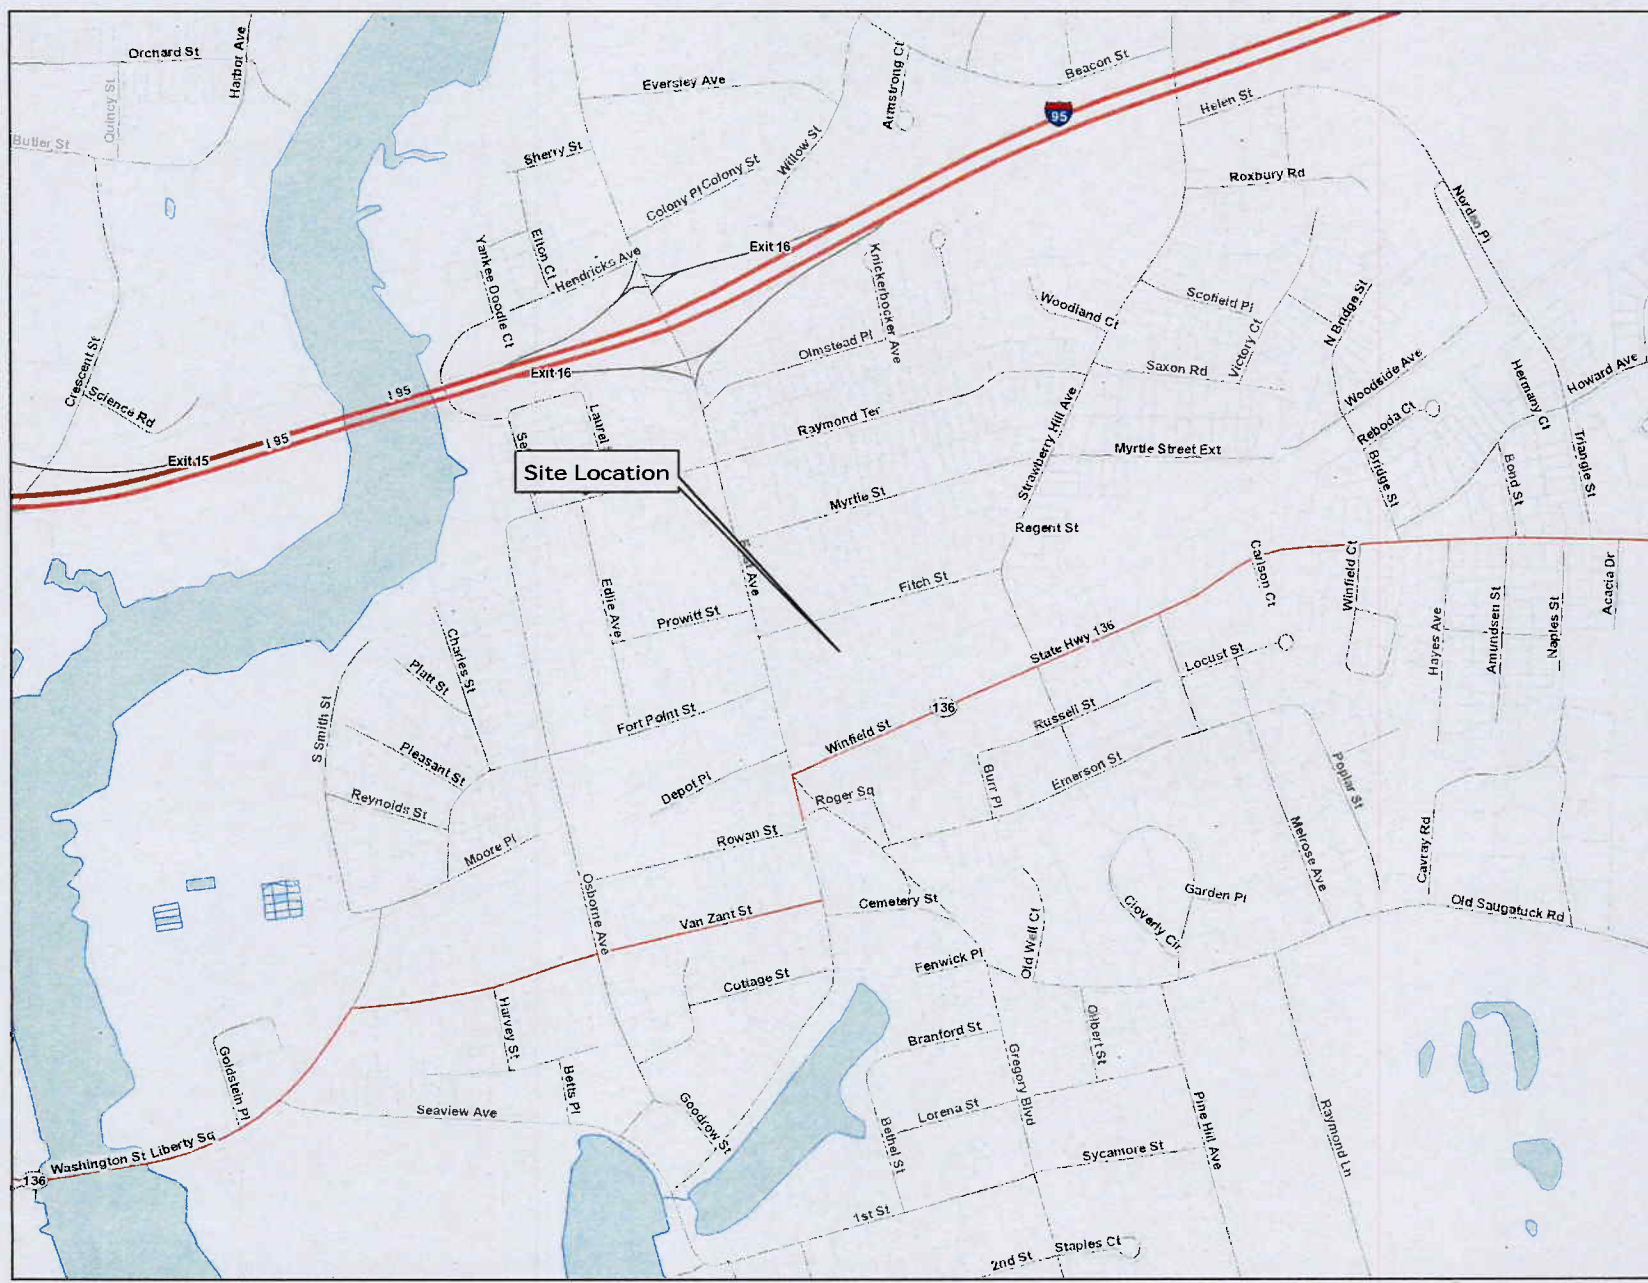 Orchard St
Harbor Ave
Quincy St
Butler St
Eversley Ave
Armstrong Ct
Beacon St
95
Helen St
Sherry St
Colony Pl
Colony St
Willow St
Roxbury Rd
Norden Pl
Yankee Doodle Ct
Elton Ct
Hendricks Ave
Exit 16
Knickerbocker Ave
Woodland Ct
Scofield Pl
N Bridge St
Victory Ct
Olmstead Pl
Crescent St
Science Rd
I 95
Exit 16
Saxon Rd
Woodside Ave
Hermany Ct
Howard Ave
I 95
Exit 15
Laurel
Se
Raymond Ter
Strawberry Hill Ave
Reboda Ct
Myrtle Street Ext
Bridge St
Bond St
Triangle St
Site Location
Myrtle St
Regent St
Carlson Ct
Winfield Ct
Acacia Dr
st Ave
Fitch St
Edlie Ave
Prowitt St
Charles St
Platt St
State Hwy 136
Locust St
Hayes Ave
Amundsen St
Naples St
S Smith St
Pleasant St
Fort Point St
136
Winfield St
Russell St
Reynolds St
Depot Pl
Roger Sq
Burr Pl
Emerson St
Poplar St
Moore Pl
Rowan St
Melrose Ave
Cavray Rd
Osborne Ave
Van Zant St
Cemetery St
Old Well Ct
Cloverly Cir
Garden Pl
Old Saugatuck Rd
Cottage St
Fenwick Pl
Harvey St
Branford St
Gilbert St
Goldstein Pl
Betts Pl
Seaview Ave
Goodrow St
Gregory Blvd
Lorena St
Bethel St
Pine Hill Ave
Raymond Ln
Sycamore St
136
Washington St
Liberty Sq
1st St
2nd St
Staples Ct